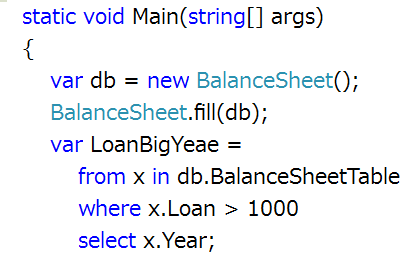 static void Main(string[] args)
{
var db = new BalanceSheet();
BalanceSheet.fill(db);
var LoanBigYeae =
from x in db.BalanceSheetTable
where x.Loan > 1000
select x.Year;